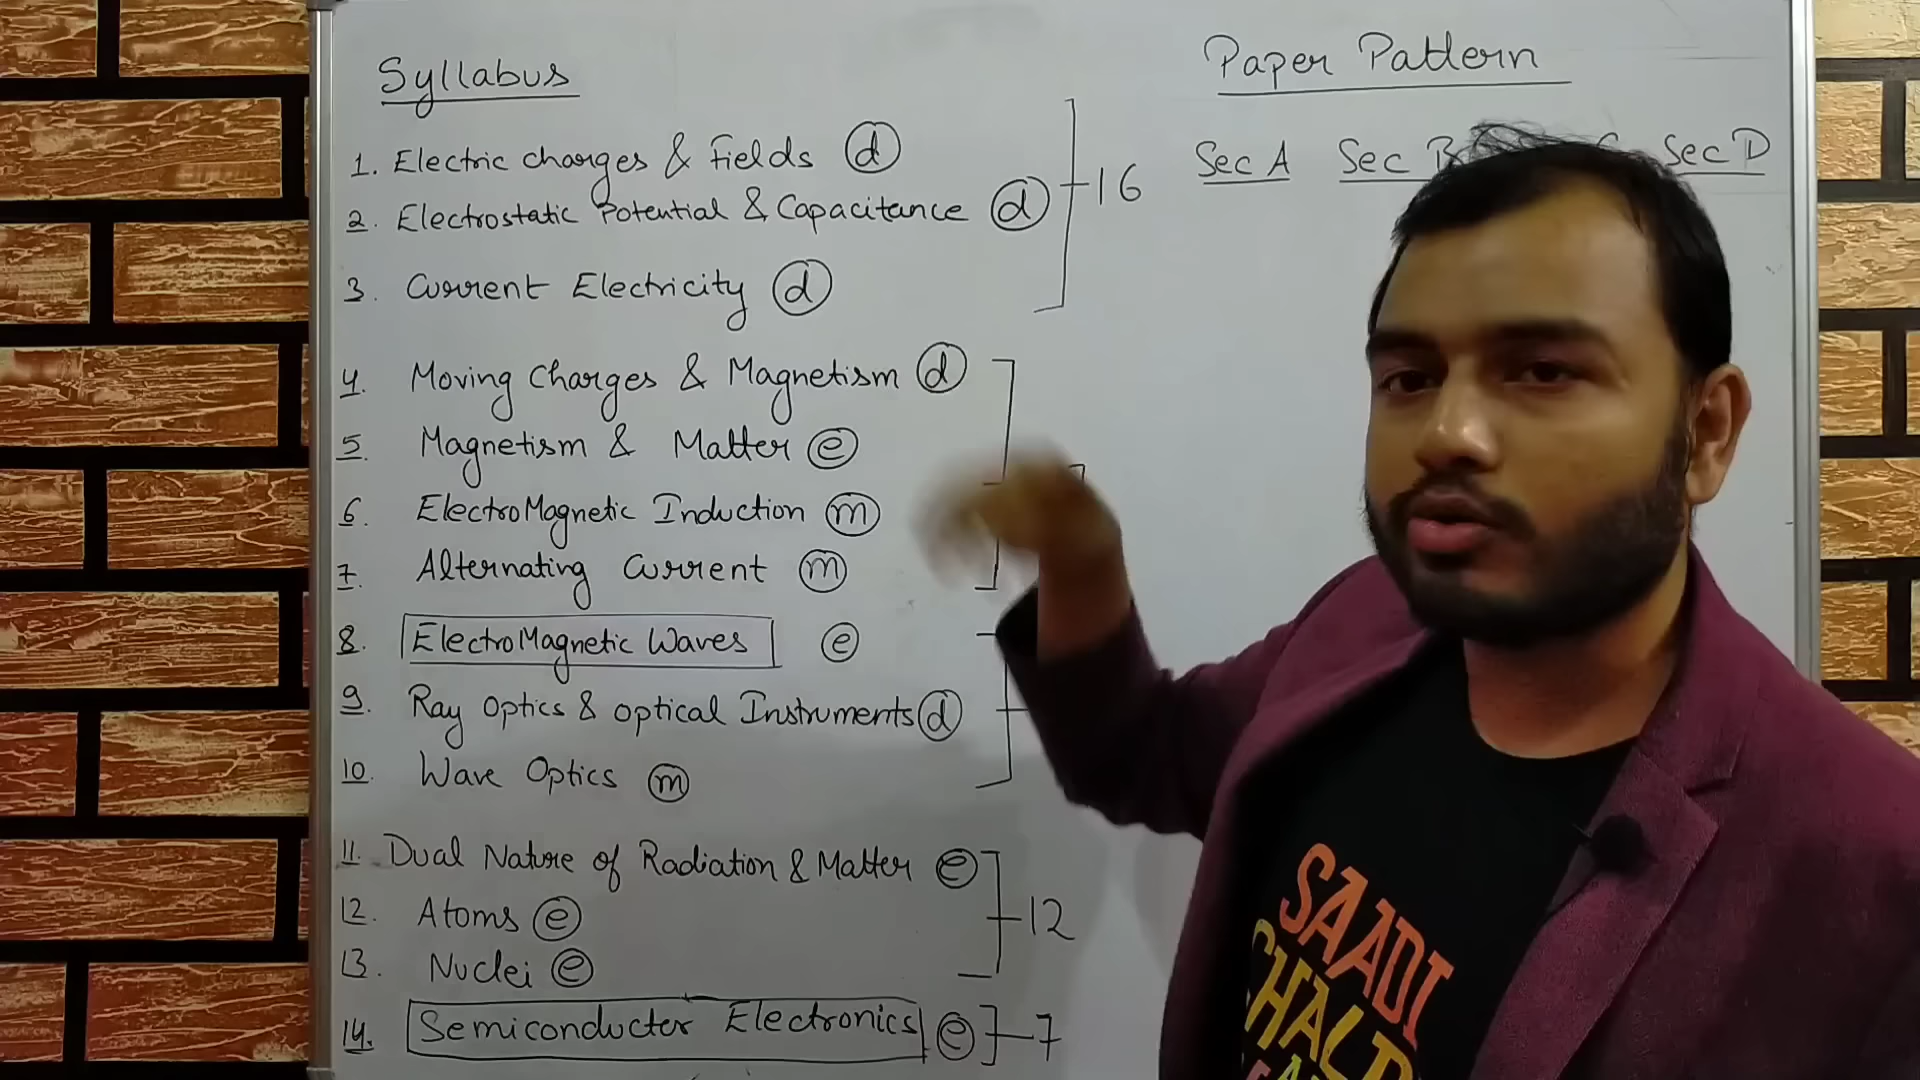 Syllabus
1. Electric charges & Fields (d)
2. Electrostatic Potential & Capacitance (d)
3. Current Electricity (d)
16
4. Moving Charges & Magnetism (d)
5. Magnetism & Matter (e)
6. ElectroMagnetic Induction (m)
7. Alternating Current (m)
8. ElectroMagnetic Waves (e)
9. Ray Optics & Optical Instruments (d)
10. Wave Optics (m)
11. Dual Nature of Radiation & Matter (e)
12. Atoms (e)
13. Nuclei (e)
12
14. Semiconductor Electronics (e)
7
Paper Pattern
Sec A Sec B Sec D
SAADI